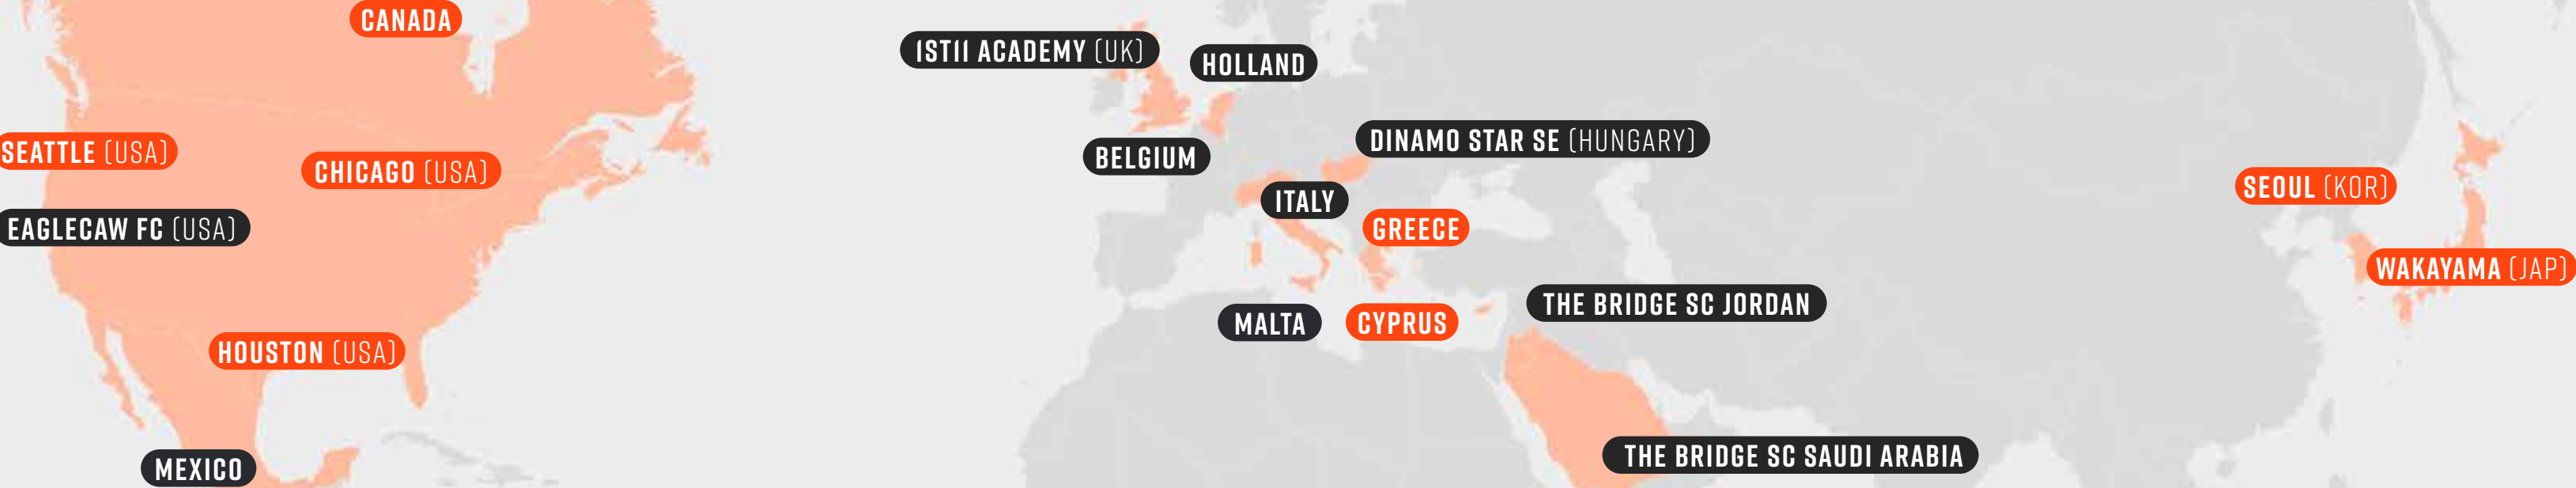 CANADA
1ST11 ACADEMY (UK)
HOLLAND
SEATTLE (USA)
CHICAGO (USA)
BELGIUM
DINAMO STAR SE (HUNGARY)
SEOUL (KOR)
EAGLECAW FC (USA)
ITALY
GREECE
WAKAYAMA (JAP)
HOUSTON (USA)
MALTA
CYPRUS
THE BRIDGE SC JORDAN
MEXICO
THE BRIDGE SC SAUDI ARABIA